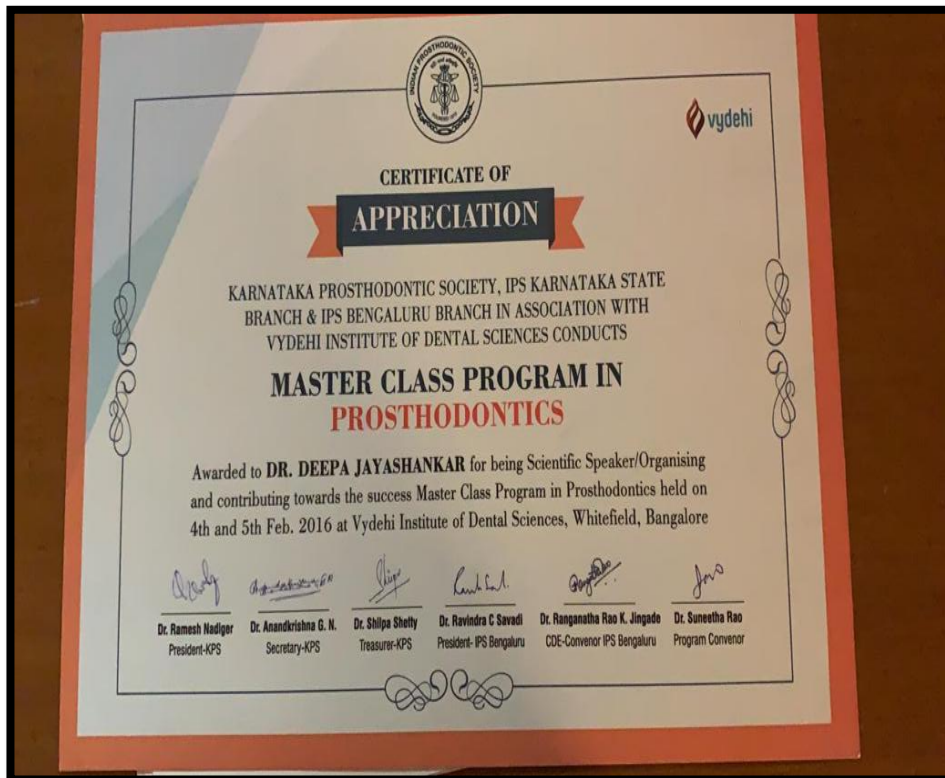 INDIAN PROSTHODONTIC SOCIETY
vydehi
CERTIFICATE OF
APPRECIATION
KARNATAKA PROSTHODONTIC SOCIETY, IPS KARNATAKA STATE
BRANCH & IPS BENGALURU BRANCH IN ASSOCIATION WITH
VYDEHI INSTITUTE OF DENTAL SCIENCES CONDUCTS
MASTER CLASS PROGRAM IN
PROSTHODONTICS
Awarded to DR. DEEPA JAYASHANKAR for being Scientific Speaker/Organising
and contributing towards the success Master Class Program in Prosthodontics held on
4th and 5th Feb. 2016 at Vydehi Institute of Dental Sciences, Whitefield, Bangalore
Dr. Ramesh Nadiger Dr. Anandkrishna G. N. Dr. Shilpa Shetty Dr. Ravindra C Savadi Dr. Ranganatha Rao K. Jingade Dr. Suneetha Rao
President-KPS Secretary-KPS Treasurer-KPS President- IPS Bengaluru CDE-Convenor IPS Bengaluru Program Convenor